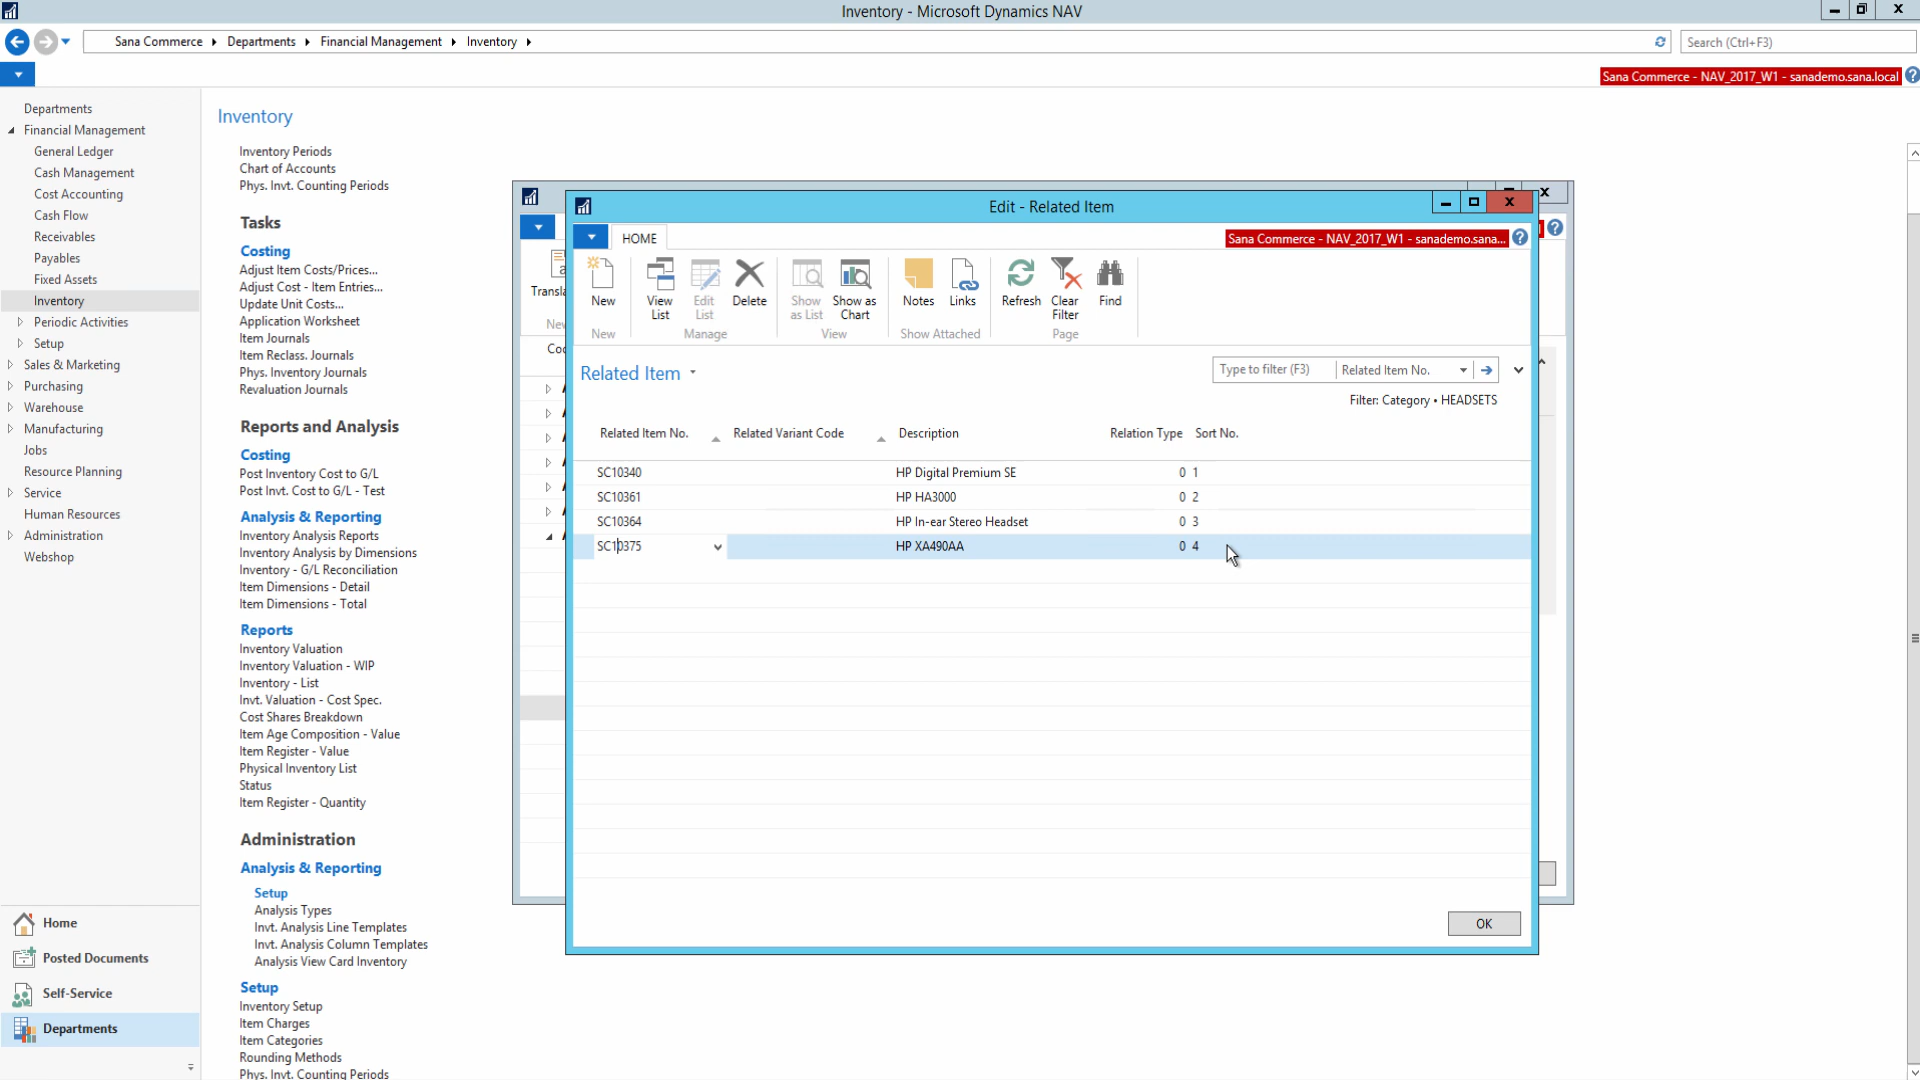 Inventory - Microsoft Dynamics NAV
Sana Commerce Departments Financial Management Inventory
Search (Ctrl+F3)
Sana Commerce - NAV_2017_W1 - sanademo.sana.local
Departments
Financial Management
General Ledger
Cash Management
Cost Accounting
Cash Flow
Receivables
Payables
Fixed Assets
Inventory
Periodic Activities
Setup
Sales & Marketing
Purchasing
Warehouse
Manufacturing
Jobs
Resource Planning
Service
Human Resources
Administration
Webshop
Home
Posted Documents
Self-Service
Departments
Inventory
Inventory Periods
Chart of Accounts
Phys. Invt. Counting Periods
Tasks
Costing
Adjust Item Costs/Prices...
Adjust Cost - Item Entries...
Update Unit Costs...
Application Worksheet
Item Journals
Item Reclass. Journals
Phys. Inventory Journals
Revaluation Journals
Reports and Analysis
Costing
Post Inventory Cost to G/L
Post Invt. Cost to G/L - Test
Analysis & Reporting
Inventory Analysis Reports
Inventory Analysis by Dimensions
Inventory - G/L Reconciliation
Item Dimensions - Detail
Item Dimensions - Total
Reports
Inventory Valuation
Inventory Valuation - WIP
Inventory - List
Invt. Valuation - Cost Spec.
Cost Shares Breakdown
Item Age Composition - Value
Item Register - Value
Physical Inventory List
Status
Item Register - Quantity
Administration
Analysis & Reporting
Setup
Analysis Types
Invt. Analysis Line Templates
Invt. Analysis Column Templates
Analysis View Card Inventory
Setup
Inventory Setup
Item Charges
Item Categories
Rounding Methods
Phys. Invt. Counting Periods
Edit - Related Item
HOME
Sana Commerce - NAV_2017_W1 - sanademo.sana...
New
View List
Edit List
Delete
Show as List
Show as Chart
Notes
Links
Refresh
Clear Filter
Find
New Manage View Show Attached Page
Related Item
Type to filter (F3) Related Item No.
Filter: Category • HEADSETS
Related Item No. Related Variant Code Description Relation Type Sort No.
SC10340 HP Digital Premium SE 0 1
SC10361 HP HA3000 0 2
SC10364 HP In-ear Stereo Headset 0 3
SC10375 HP XA490AA 0 4
OK